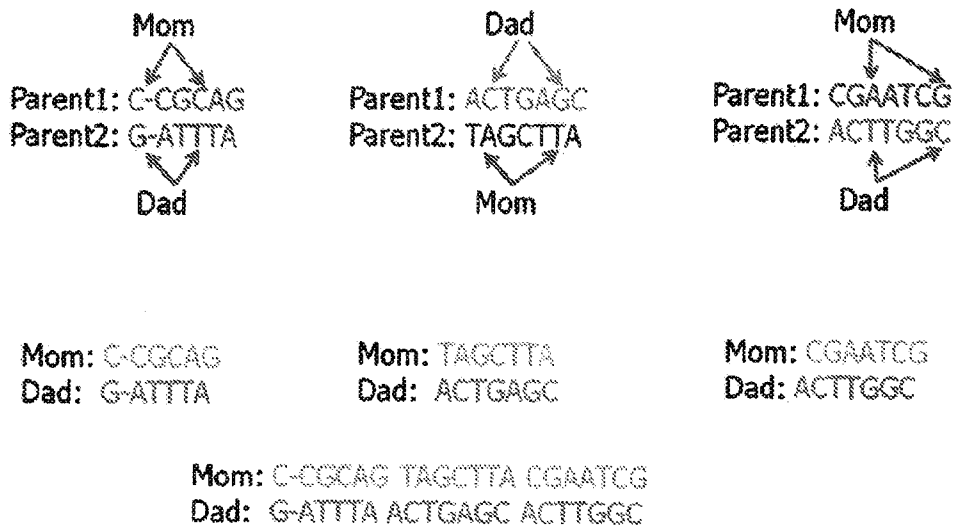 Mom Dad Mom
Parent1: C-CGCAG Parent1: ACTGAGC Parent1: CGAATCG
Parent2: G-ATTTA Parent2: TAGCTTA Parent2: ACTTGGC
Dad Mom Dad
Mom: C-CGCAG Mom: TAGCTTA Mom: CGAATCG
Dad: G-ATTTA Dad: ACTGAGC Dad: ACTTGGC
Mom: C-CGCAG TAGCTTA CGAATCG
Dad: G-ATTTA ACTGAGC ACTTGGC